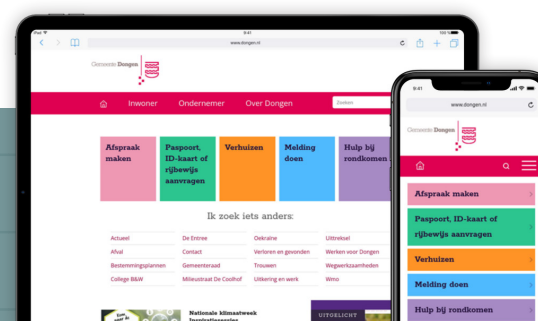 iPad
9:41
100 %
www.dongen.nl
Gemeente Dongen
Inwoner Ondernemer Over Dongen Zoeken
Afspraak
maken
Paspoort,
ID-kaart of
rijbewijs
aanvragen
Verhuizen
Melding
doen
Hulp bij
rondkomen
Ik zoek iets anders:
Actueel De Entree Oekraine Uittreksel
Afval Contact Verloren en gevonden Werken voor Dongen
Bestemmingsplannen Gemeenteraad Trouwen Wegwerkzaamheden
College B&W Milieustraat De Coolhof Uitkering en werk Wmo
Nationale klimaatweek
UITGELICHT
9:41
www.dongen.nl
Gemeente Dongen
Afspraak maken
Paspoort, ID-kaart of
rijbewijs aanvragen
Verhuizen
Melding doen
Hulp bij rondkomen